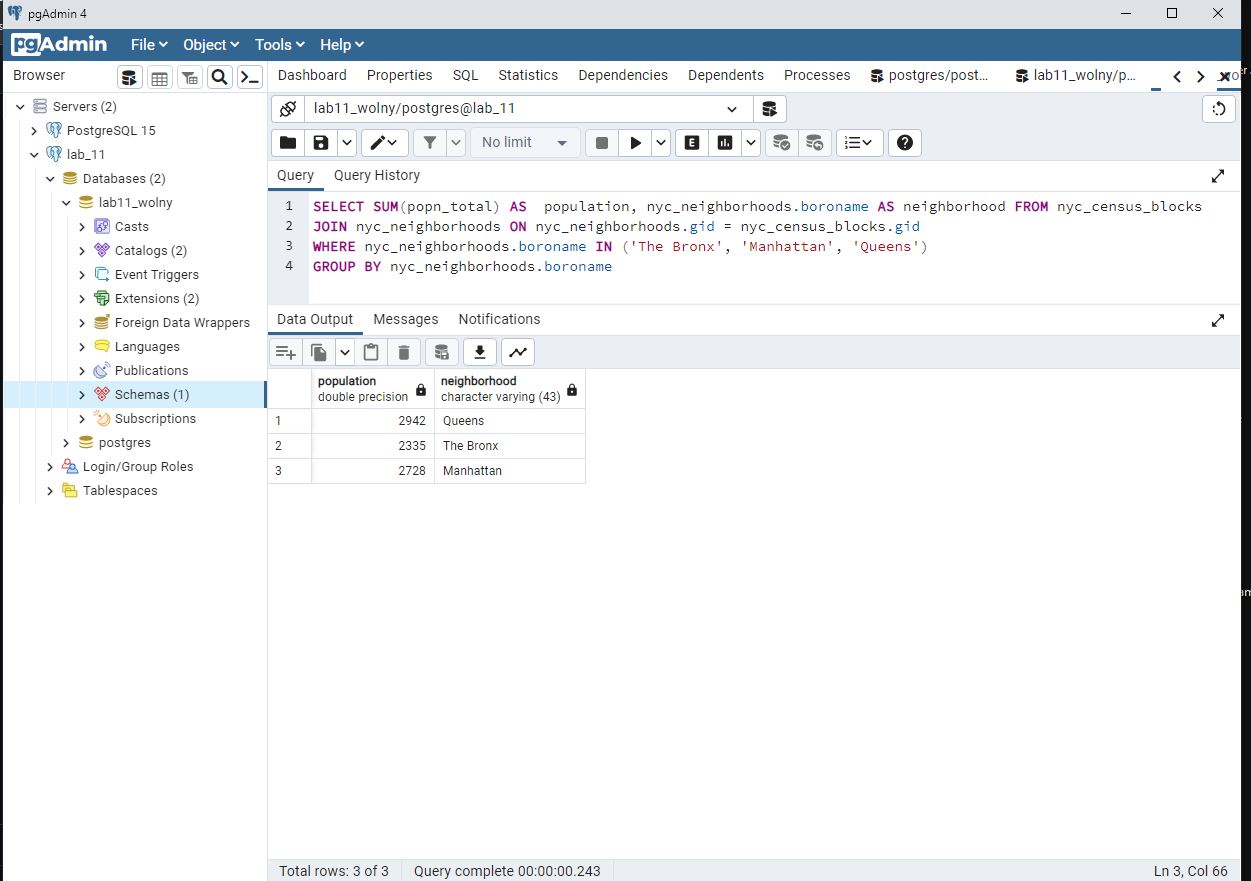 pgAdmin 4
pgAdmin File Object Tools Help
Browser
Dashboard Properties SQL Statistics Dependencies Dependents Processes postgres/post... lab11_wolny/p...
Servers (2)
PostgreSQL 15
lab_11
Databases (2)
lab11_wolny
Casts
Catalogs (2)
Event Triggers
Extensions (2)
Foreign Data Wrappers
Languages
Publications
Schemas (1)
Subscriptions
postgres
Login/Group Roles
Tablespaces
lab11_wolny/postgres@lab_11
No limit E
Query Query History
1 SELECT SUM(popn_total) AS  population, nyc_neighborhoods.boroname AS neighborhood FROM nyc_census_blocks
2 JOIN nyc_neighborhoods ON nyc_neighborhoods.gid = nyc_census_blocks.gid
3 WHERE nyc_neighborhoods.boroname IN ('The Bronx', 'Manhattan', 'Queens')
4 GROUP BY nyc_neighborhoods.boroname
Data Output Messages Notifications
population neighborhood
double precision character varying (43)
1 2942 Queens
2 2335 The Bronx
3 2728 Manhattan
Total rows: 3 of 3 Query complete 00:00:00.243 Ln 3, Col 66